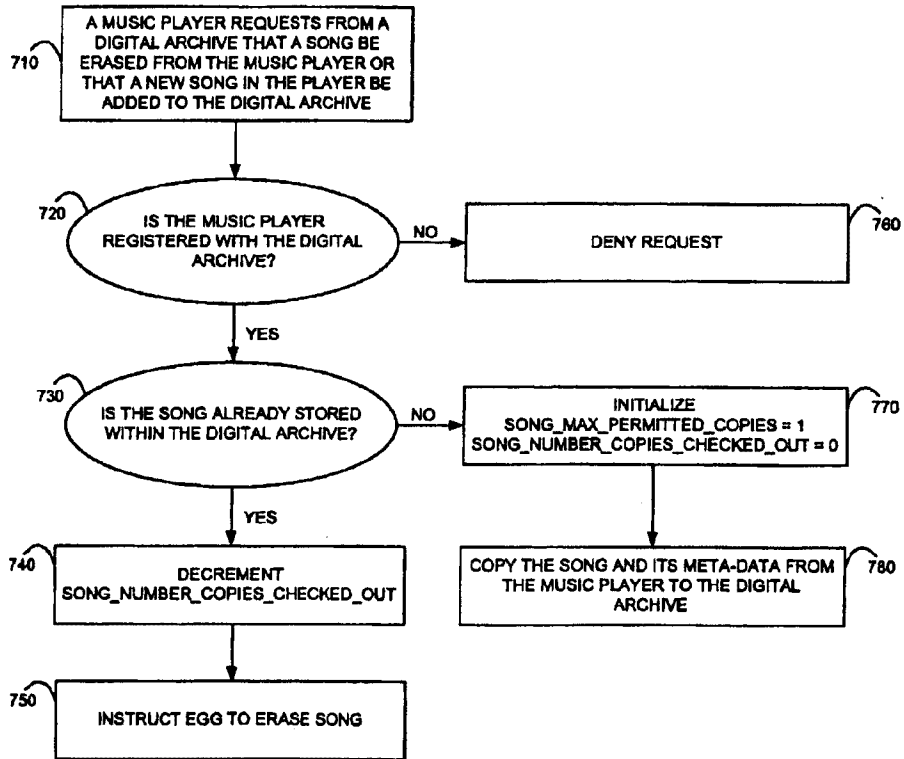 A MUSIC PLAYER REQUESTS FROM A
DIGITAL ARCHIVE THAT A SONG BE
ERASED FROM THE MUSIC PLAYER OR
THAT A NEW SONG IN THE PLAYER BE
ADDED TO THE DIGITAL ARCHIVE
710
720
IS THE MUSIC PLAYER
REGISTERED WITH THE DIGITAL
ARCHIVE?
NO
DENY REQUEST
760
YES
730
IS THE SONG ALREADY STORED
WITHIN THE DIGITAL ARCHIVE?
NO
INITIALIZE
SONG_MAX_PERMITTED_COPIES = 1
SONG_NUMBER_COPIES_CHECKED_OUT = 0
770
YES
740
DECREMENT
SONG_NUMBER_COPIES_CHECKED_OUT
COPY THE SONG AND ITS META-DATA FROM
THE MUSIC PLAYER TO THE DIGITAL
ARCHIVE
780
750
INSTRUCT EGG TO ERASE SONG